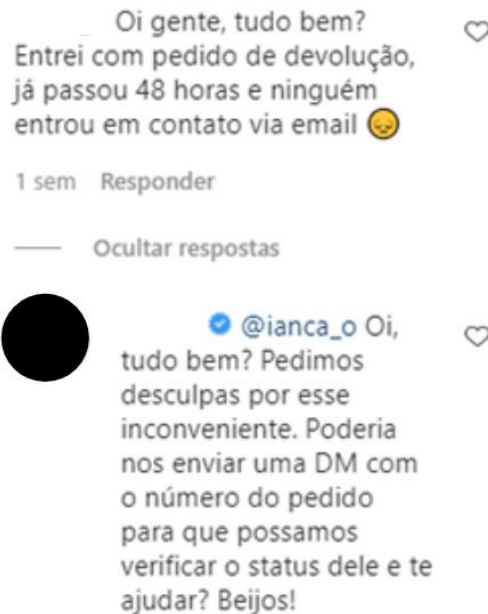 Oi gente, tudo bem?
Entrei com pedido de devolução,
já passou 48 horas e ninguém
entrou em contato via email 😞
1 sem Responder
Ocultar respostas
@ianca_o Oi,
tudo bem? Pedimos
desculpas por esse
inconveniente. Poderia
nos enviar uma DM com
o número do pedido
para que possamos
verificar o status dele e te
ajudar? Beijos!